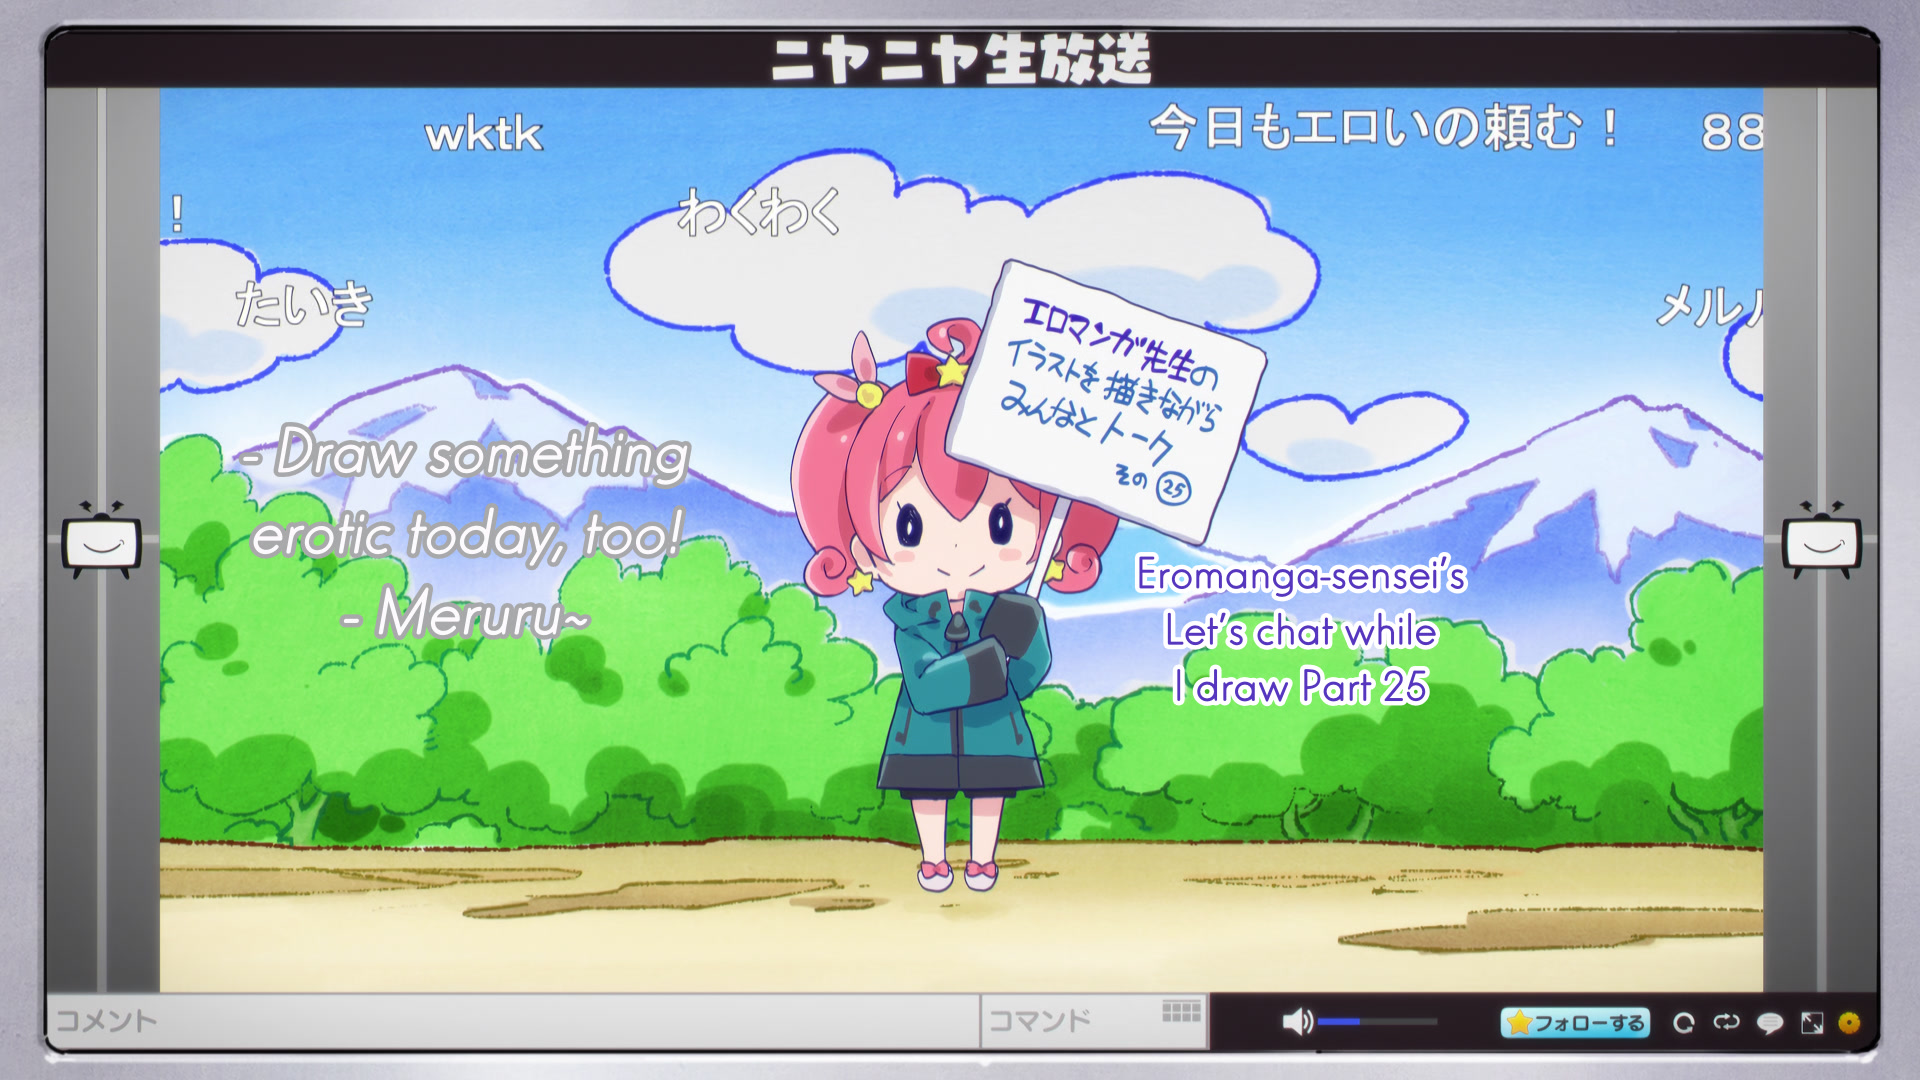 ニヤニヤ生放送
wktk
今日もエロいの頼む！
88
わくわく
！
たいき
メル
エロマンガ先生の
イラストを描きながら
みんなとトーク
その㉕
- Draw something
erotic today, too!
- Meruru~
Eromanga-sensei's
Let's chat while
I draw Part 25
コメント
コマンド
フォローする